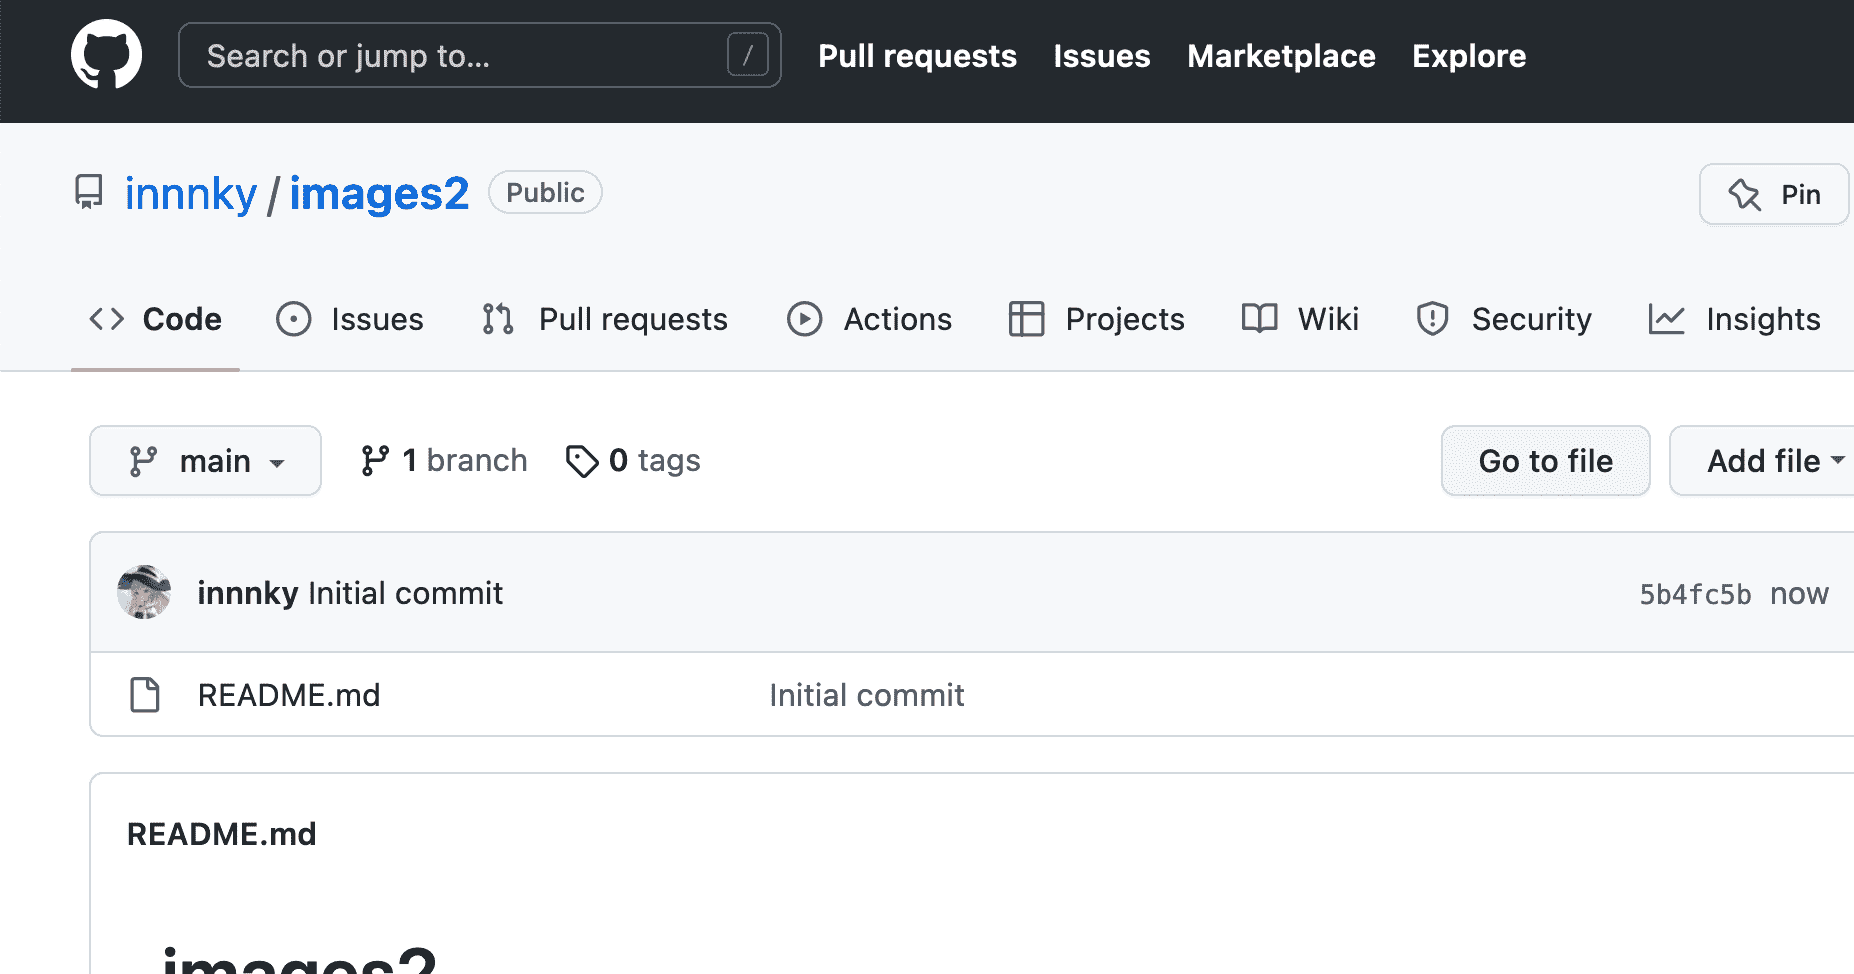 Search or jump to... / Pull requests Issues Marketplace Explore
innnky / images2 Public Pin
Code Issues Pull requests Actions Projects Wiki Security Insights
main 1 branch 0 tags Go to file Add file
innnky Initial commit 5b4fc5b now
README.md Initial commit
README.md
images2